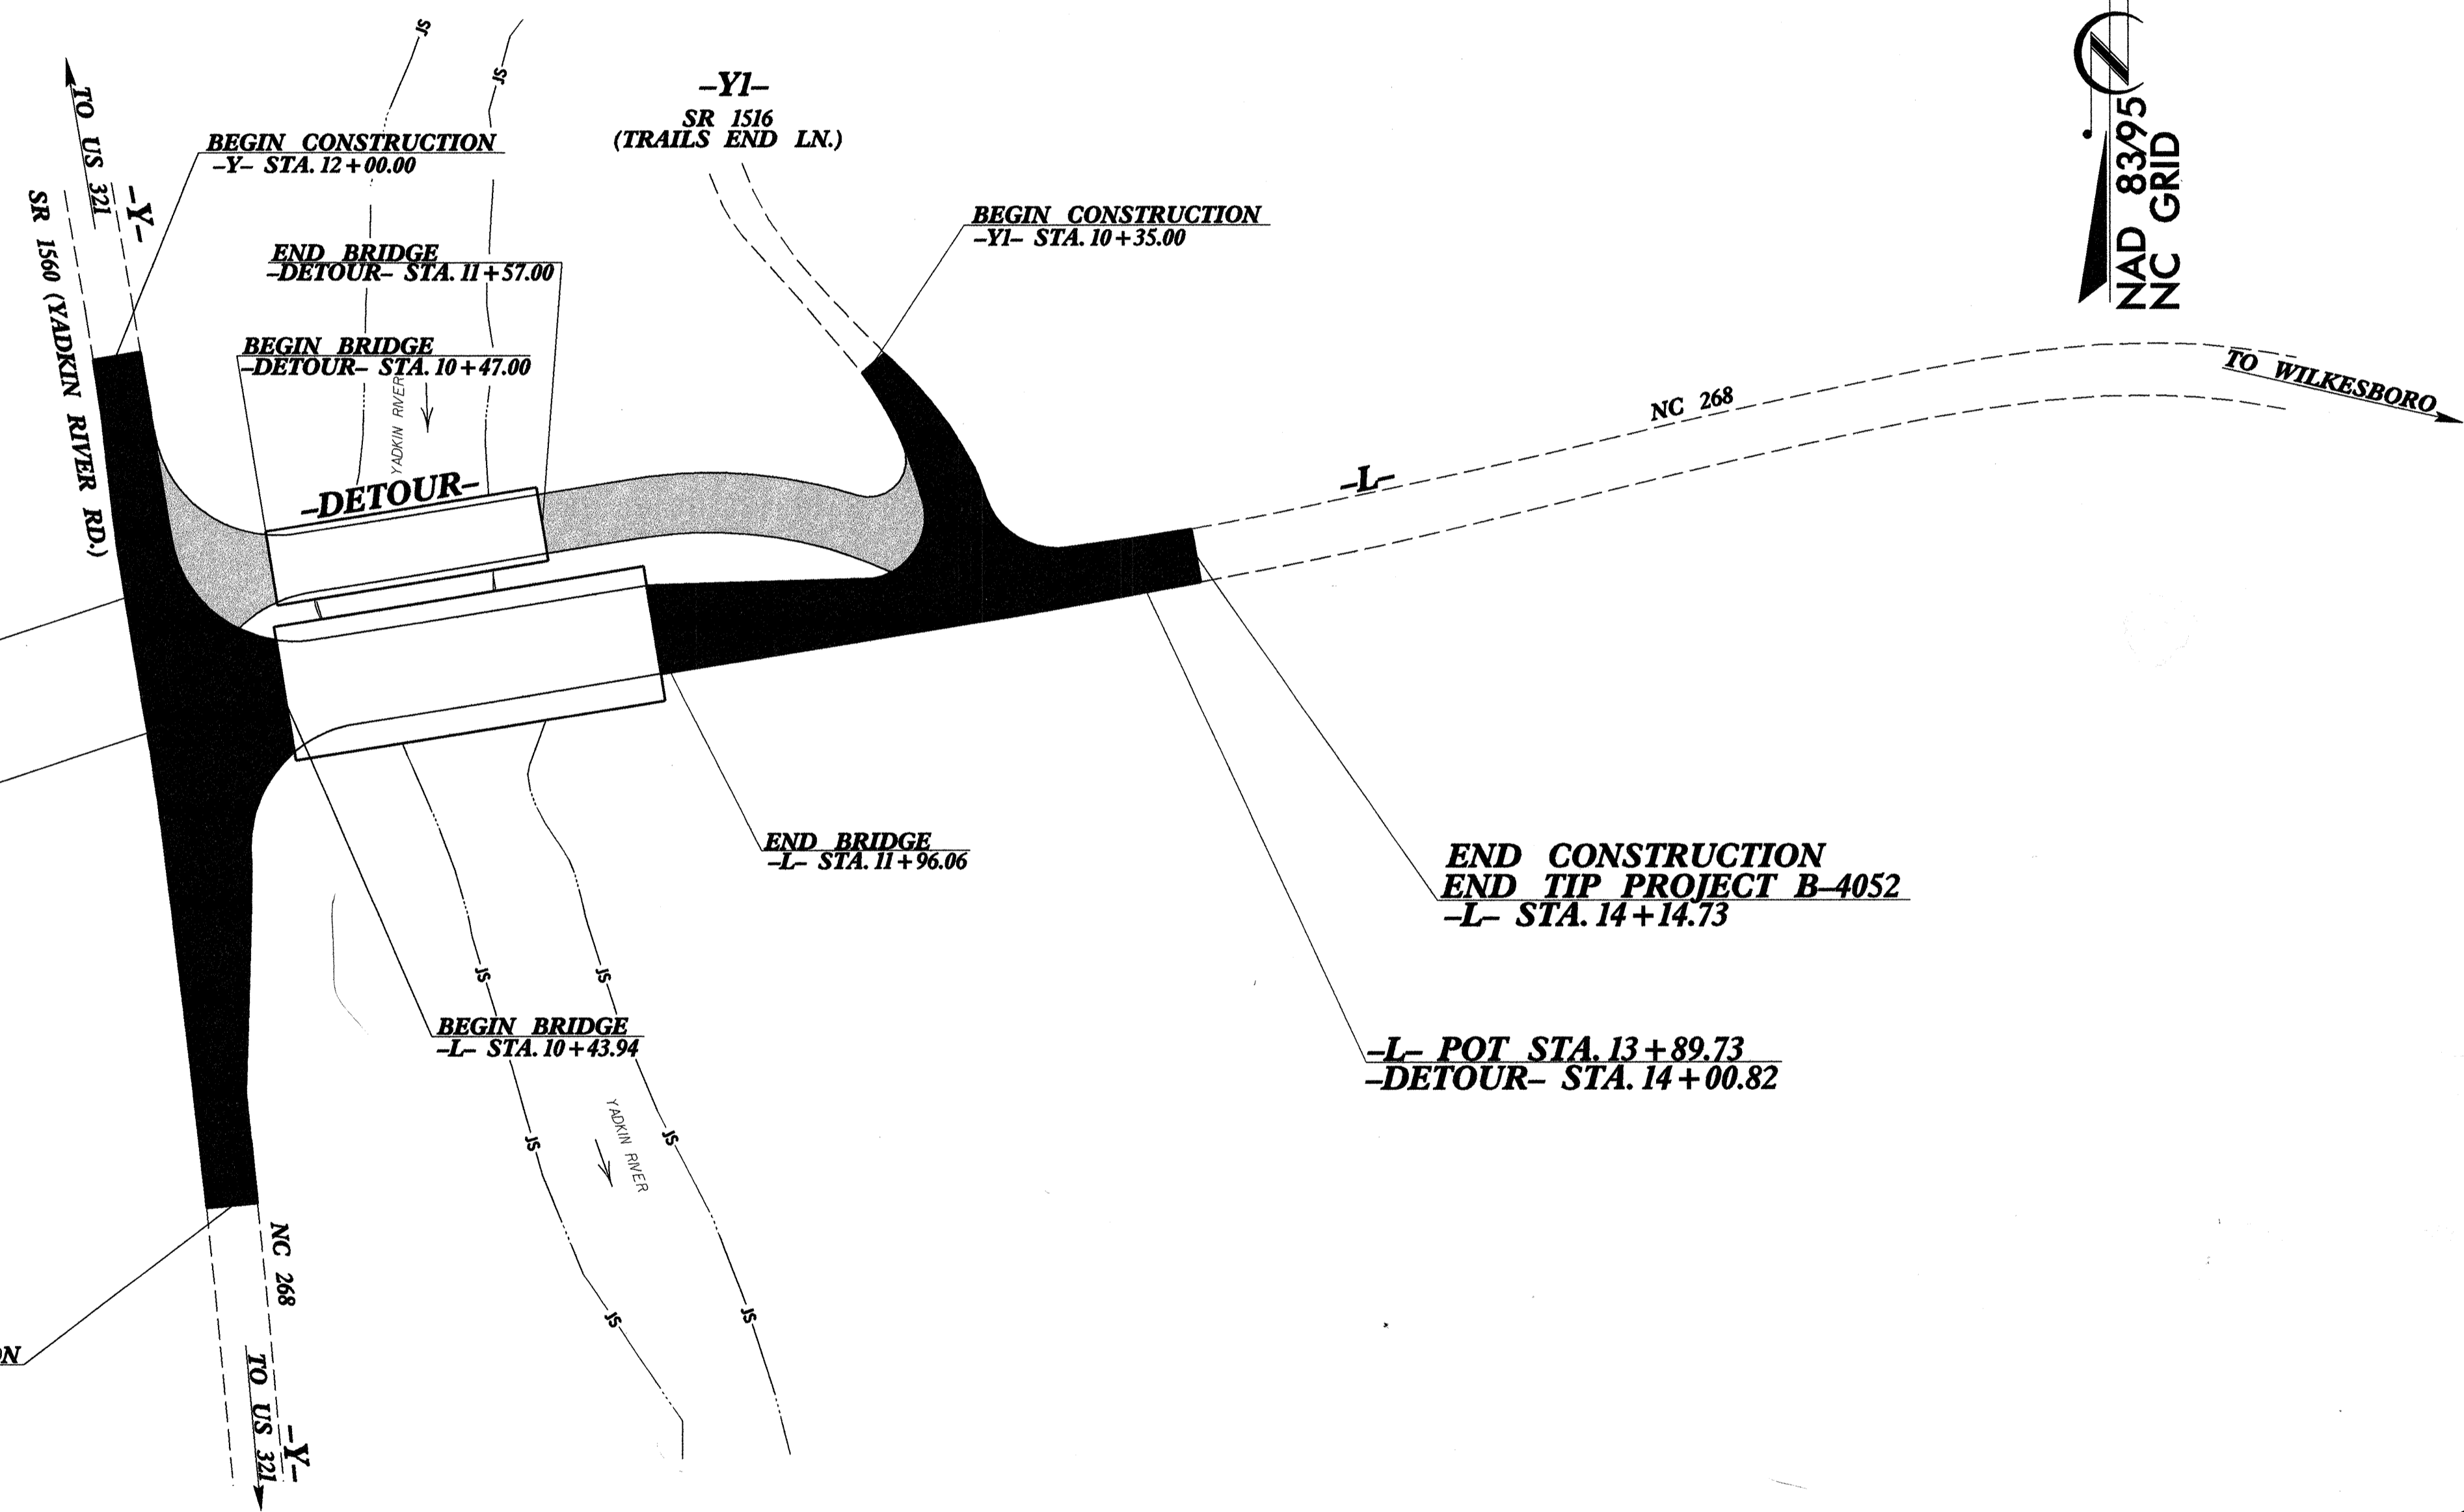 TO US 321
-Y-
SR 1560 (YADKIN RIVER RD.)
BEGIN CONSTRUCTION
-Y- STA. 12+00.00
END BRIDGE
-DETOUR- STA. 11+57.00
BEGIN BRIDGE
-DETOUR- STA. 10+47.00
YADKIN RIVER
JS
JS
-DETOUR-
-Y1-
SR 1516
(TRAILS END LN.)
BEGIN CONSTRUCTION
-Y1- STA. 10+35.00
NAD 83/95
NC GRID
N
-L-
NC 268
TO WILKESBORO
END BRIDGE
-L- STA. 11+96.06
END CONSTRUCTION
END TIP PROJECT B-4052
-L- STA. 14+14.73
BEGIN BRIDGE
-L- STA. 10+43.94
-L- POT STA. 13+89.73
-DETOUR- STA. 14+00.82
JS
JS
JS
JS
JS
JS
YADKIN RIVER
NC 268
TO US 321
-Y-